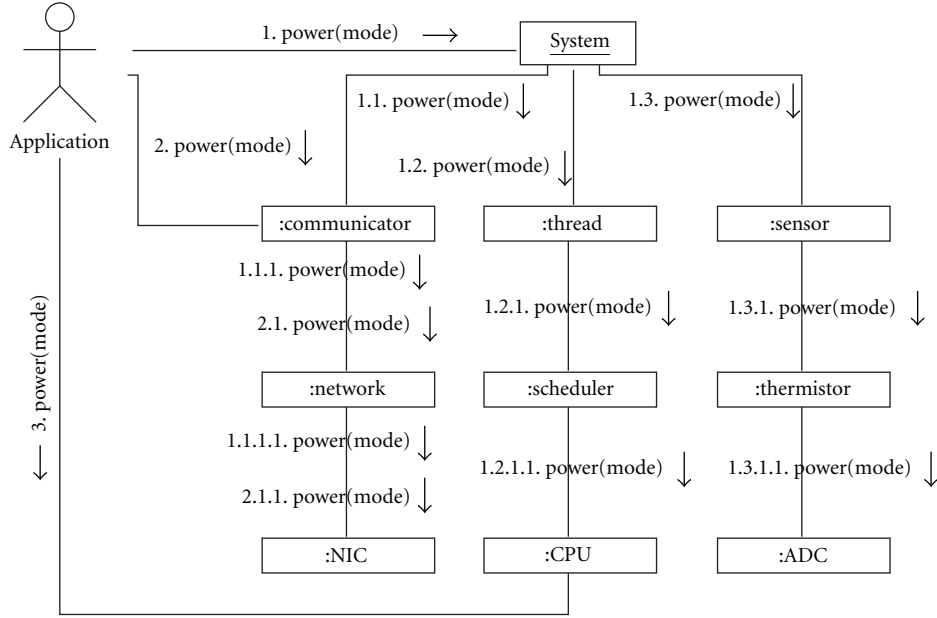 1. power(mode)
System
1.1. power(mode)
1.3. power(mode)
Application
2. power(mode)
1.2. power(mode)
:communicator
:thread
:sensor
1.1.1. power(mode)
1.2.1. power(mode)
1.3.1. power(mode)
2.1. power(mode)
3. power(mode)
:network
:scheduler
:thermistor
1.1.1.1. power(mode)
1.2.1.1. power(mode)
1.3.1.1. power(mode)
2.1.1. power(mode)
:NIC
:CPU
:ADC